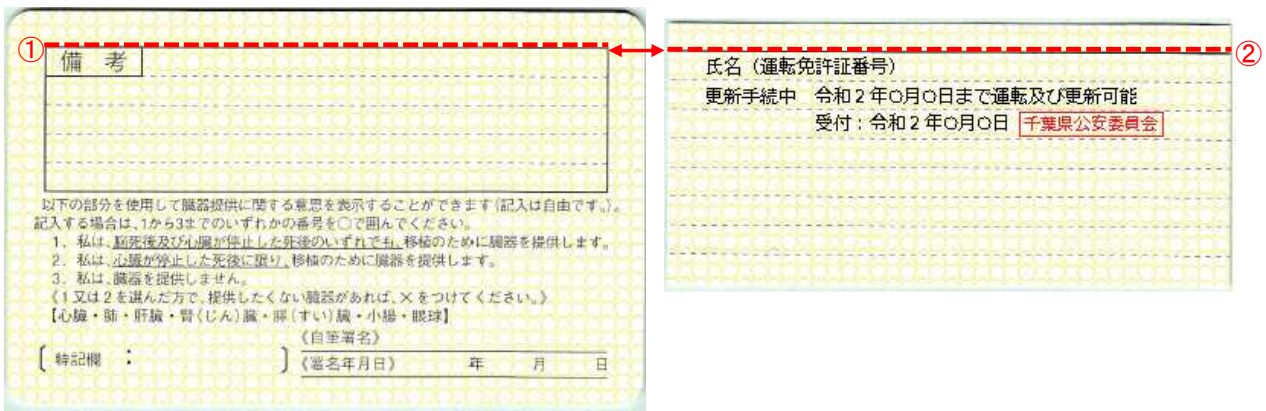 ①
備考
以下の部分を使用して臓器提供に関する意思を表示することができます(記入は自由です。)。
記入する場合は、1から3までのいずれかの番号を○で囲んでください。
1. 私は、脳死後及び心臓が停止した死後のいずれでも、移植のために臓器を提供します。
2. 私は、心臓が停止した死後に限り、移植のために臓器を提供します。
3. 私は、臓器を提供しません。
《1又は2を選んだ方で、提供したくない臓器があれば、×をつけてください。》
【心臓・肺・肝臓・腎(じん)臓・膵(すい)臓・小腸・眼球】
〔特記欄:〕
《自筆署名》
《署名年月日》 年 月 日
②
氏名(運転免許証番号)
更新手続中 令和2年○月○日まで運転及び更新可能
受付:令和2年○月○日 千葉県公安委員会